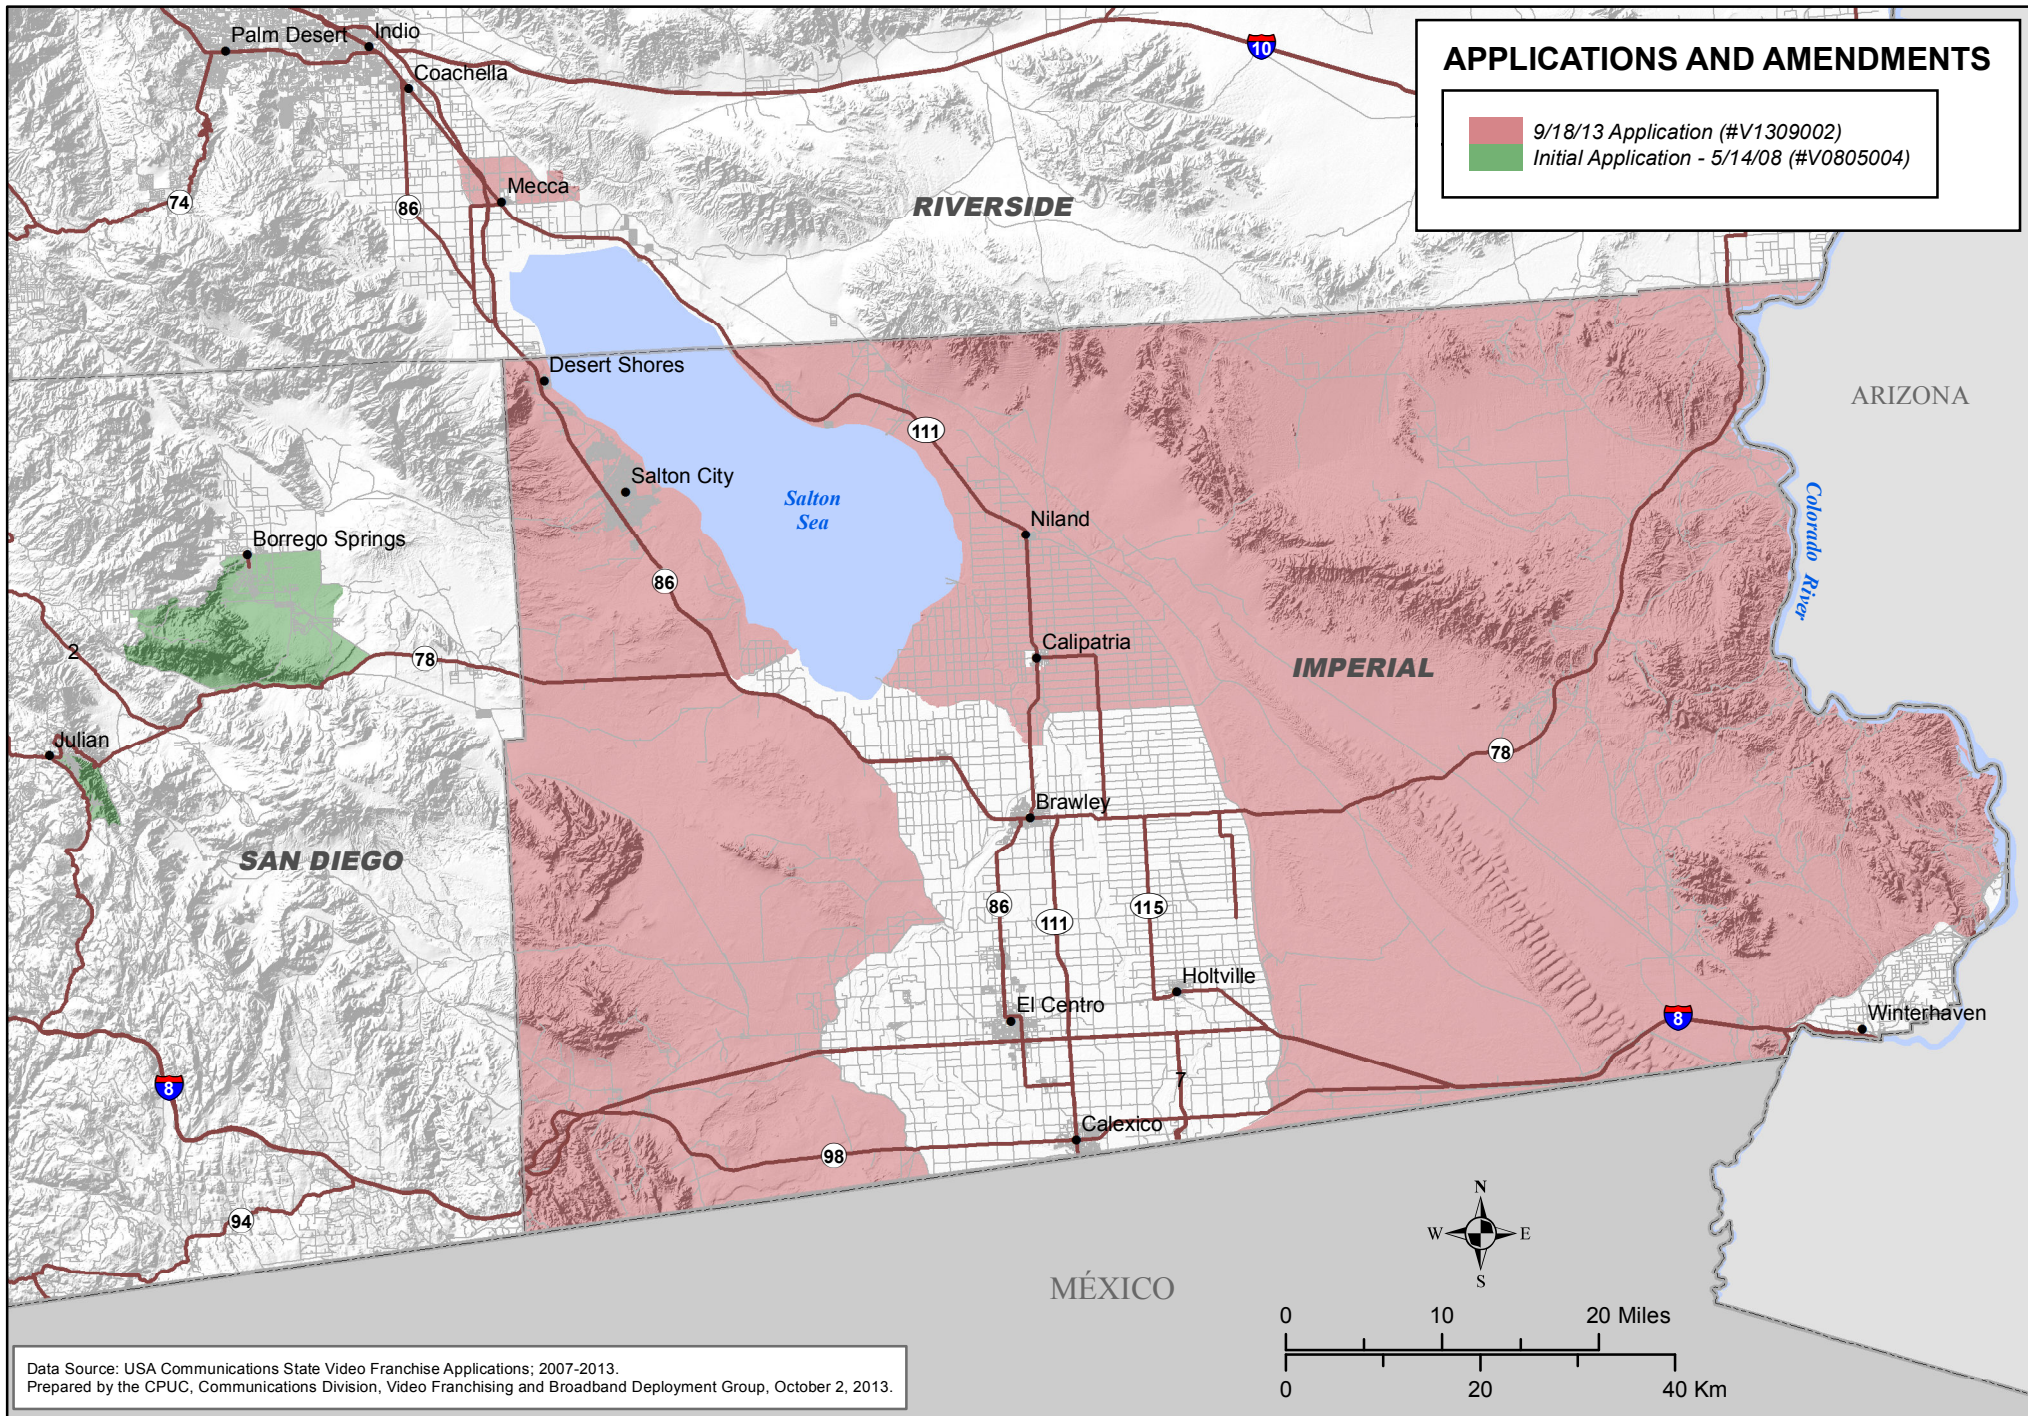 APPLICATIONS AND AMENDMENTS
9/18/13 Application (#V1309002)
Initial Application - 5/14/08 (#V0805004)
Palm Desert
Indio
10
Coachella
Mecca
74
86
RIVERSIDE
Desert Shores
ARIZONA
111
Salton City
Salton
Sea
Colorado River
Niland
Borrego Springs
86
Calipatria
2
78
IMPERIAL
Julian
78
Brawley
SAN DIEGO
86
111
115
Holtville
El Centro
8
Winterhaven
8
7
Calexico
98
94
N
W
E
S
MÉXICO
0 10 20 Miles
0 20 40 Km
Data Source: USA Communications State Video Franchise Applications; 2007-2013.
Prepared by the CPUC, Communications Division, Video Franchising and Broadband Deployment Group, October 2, 2013.